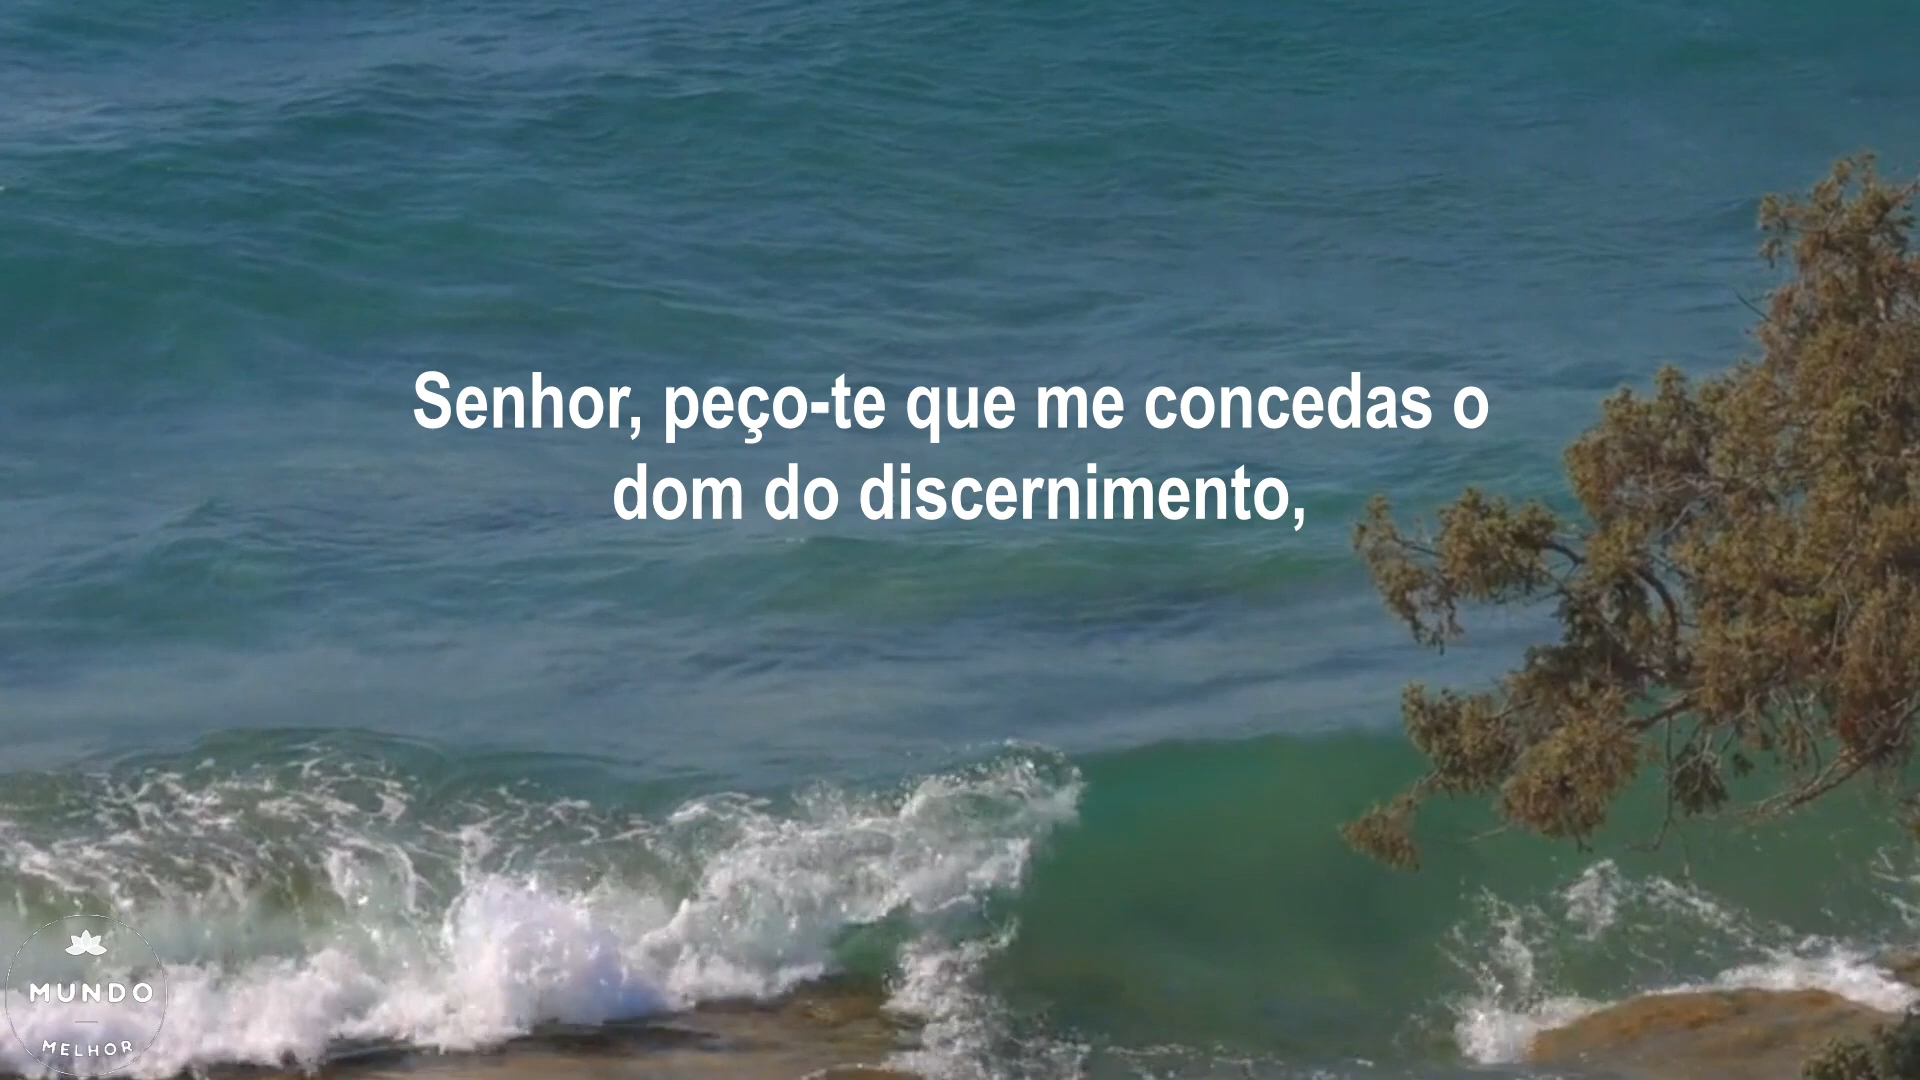 Senhor, peço-te que me concedas o
dom do discernimento,
MUNDO
MELHOR